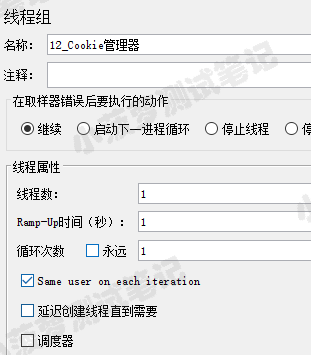 线程组
名称： 12_Cookie管理器
注释：
在取样器错误后要执行的动作
继续 启动下一进程循环 停止线程
线程属性
线程数： 1
Ramp-Up时间（秒）： 1
循环次数 永远 1
Same user on each iteration
延迟创建线程直到需要
调度器
小菠萝测试笔记